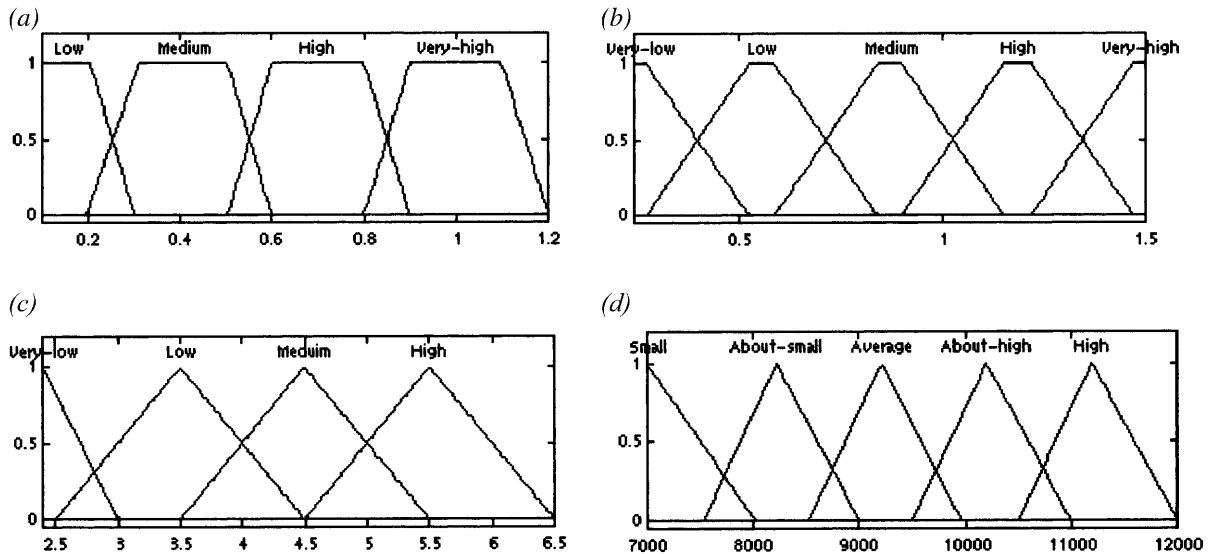 (a)
Low Medium High Very-high
1
0.5
0
0.2 0.4 0.6 0.8 1 1.2
(b)
Very-low Low Medium High Very-high
1
0.5
0
0.5 1 1.5
(c)
Very-low Low Meduim High
1
0.5
0
2.5 3 3.5 4 4.5 5 5.5 6 6.5
(d)
Small About-small Average About-high High
1
0.5
0
7000 8000 9000 10000 11000 12000